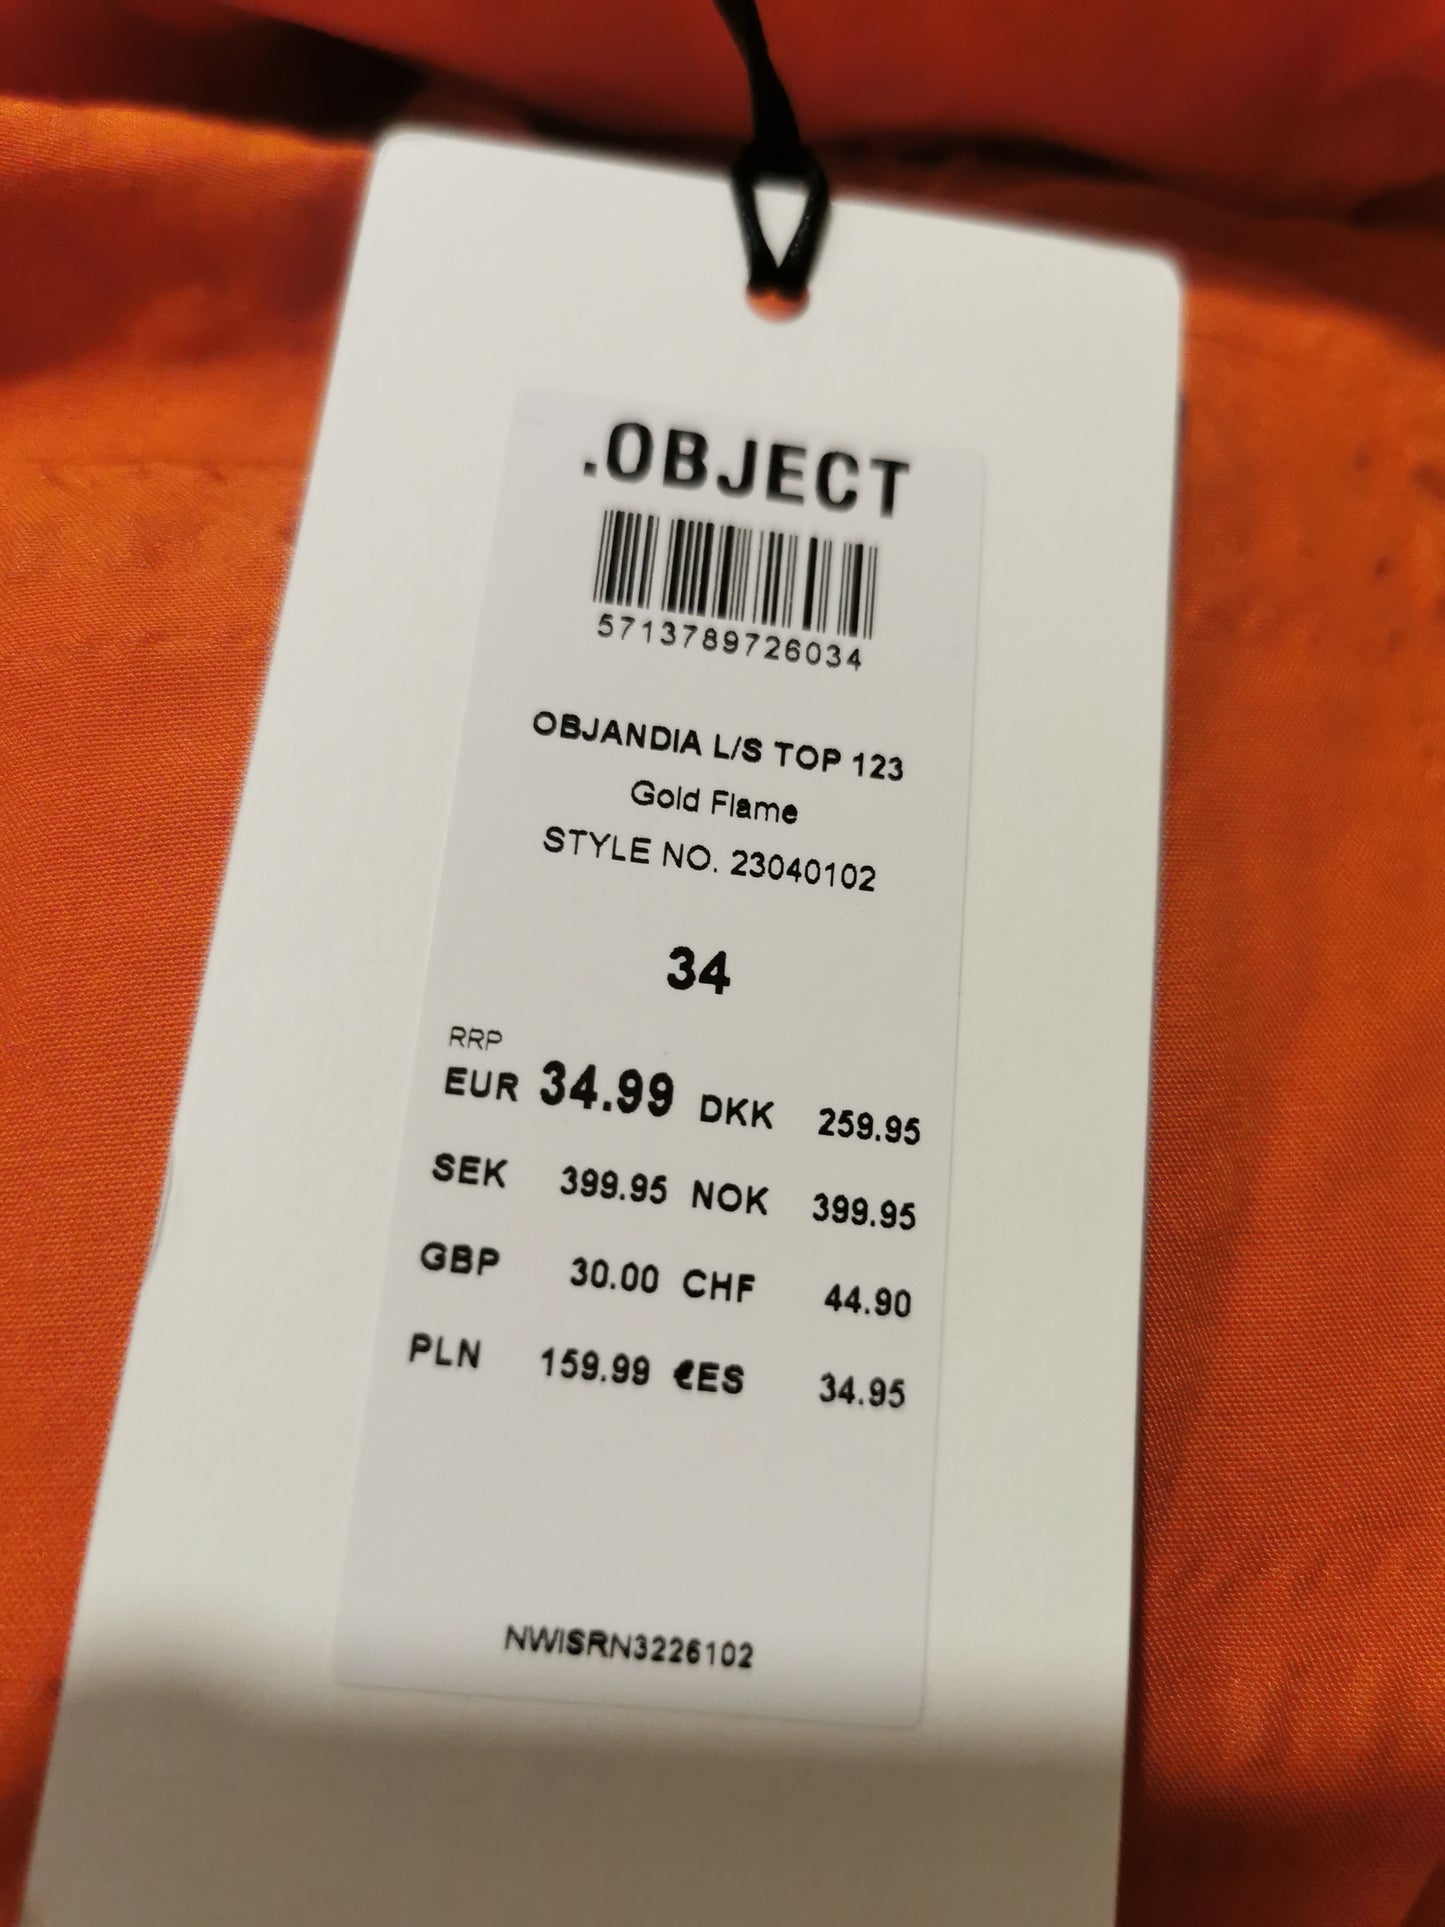 .OBJECT
5713789726034
OBJANDIA L/S TOP 123
Gold Flame
STYLE NO. 23040102
34
RRP
EUR 34.99 DKK 259.95
SEK 399.95 NOK 399.95
GBP 30.00 CHF 44.90
PLN 159.99 €ES 34.95
NWISRN3226102